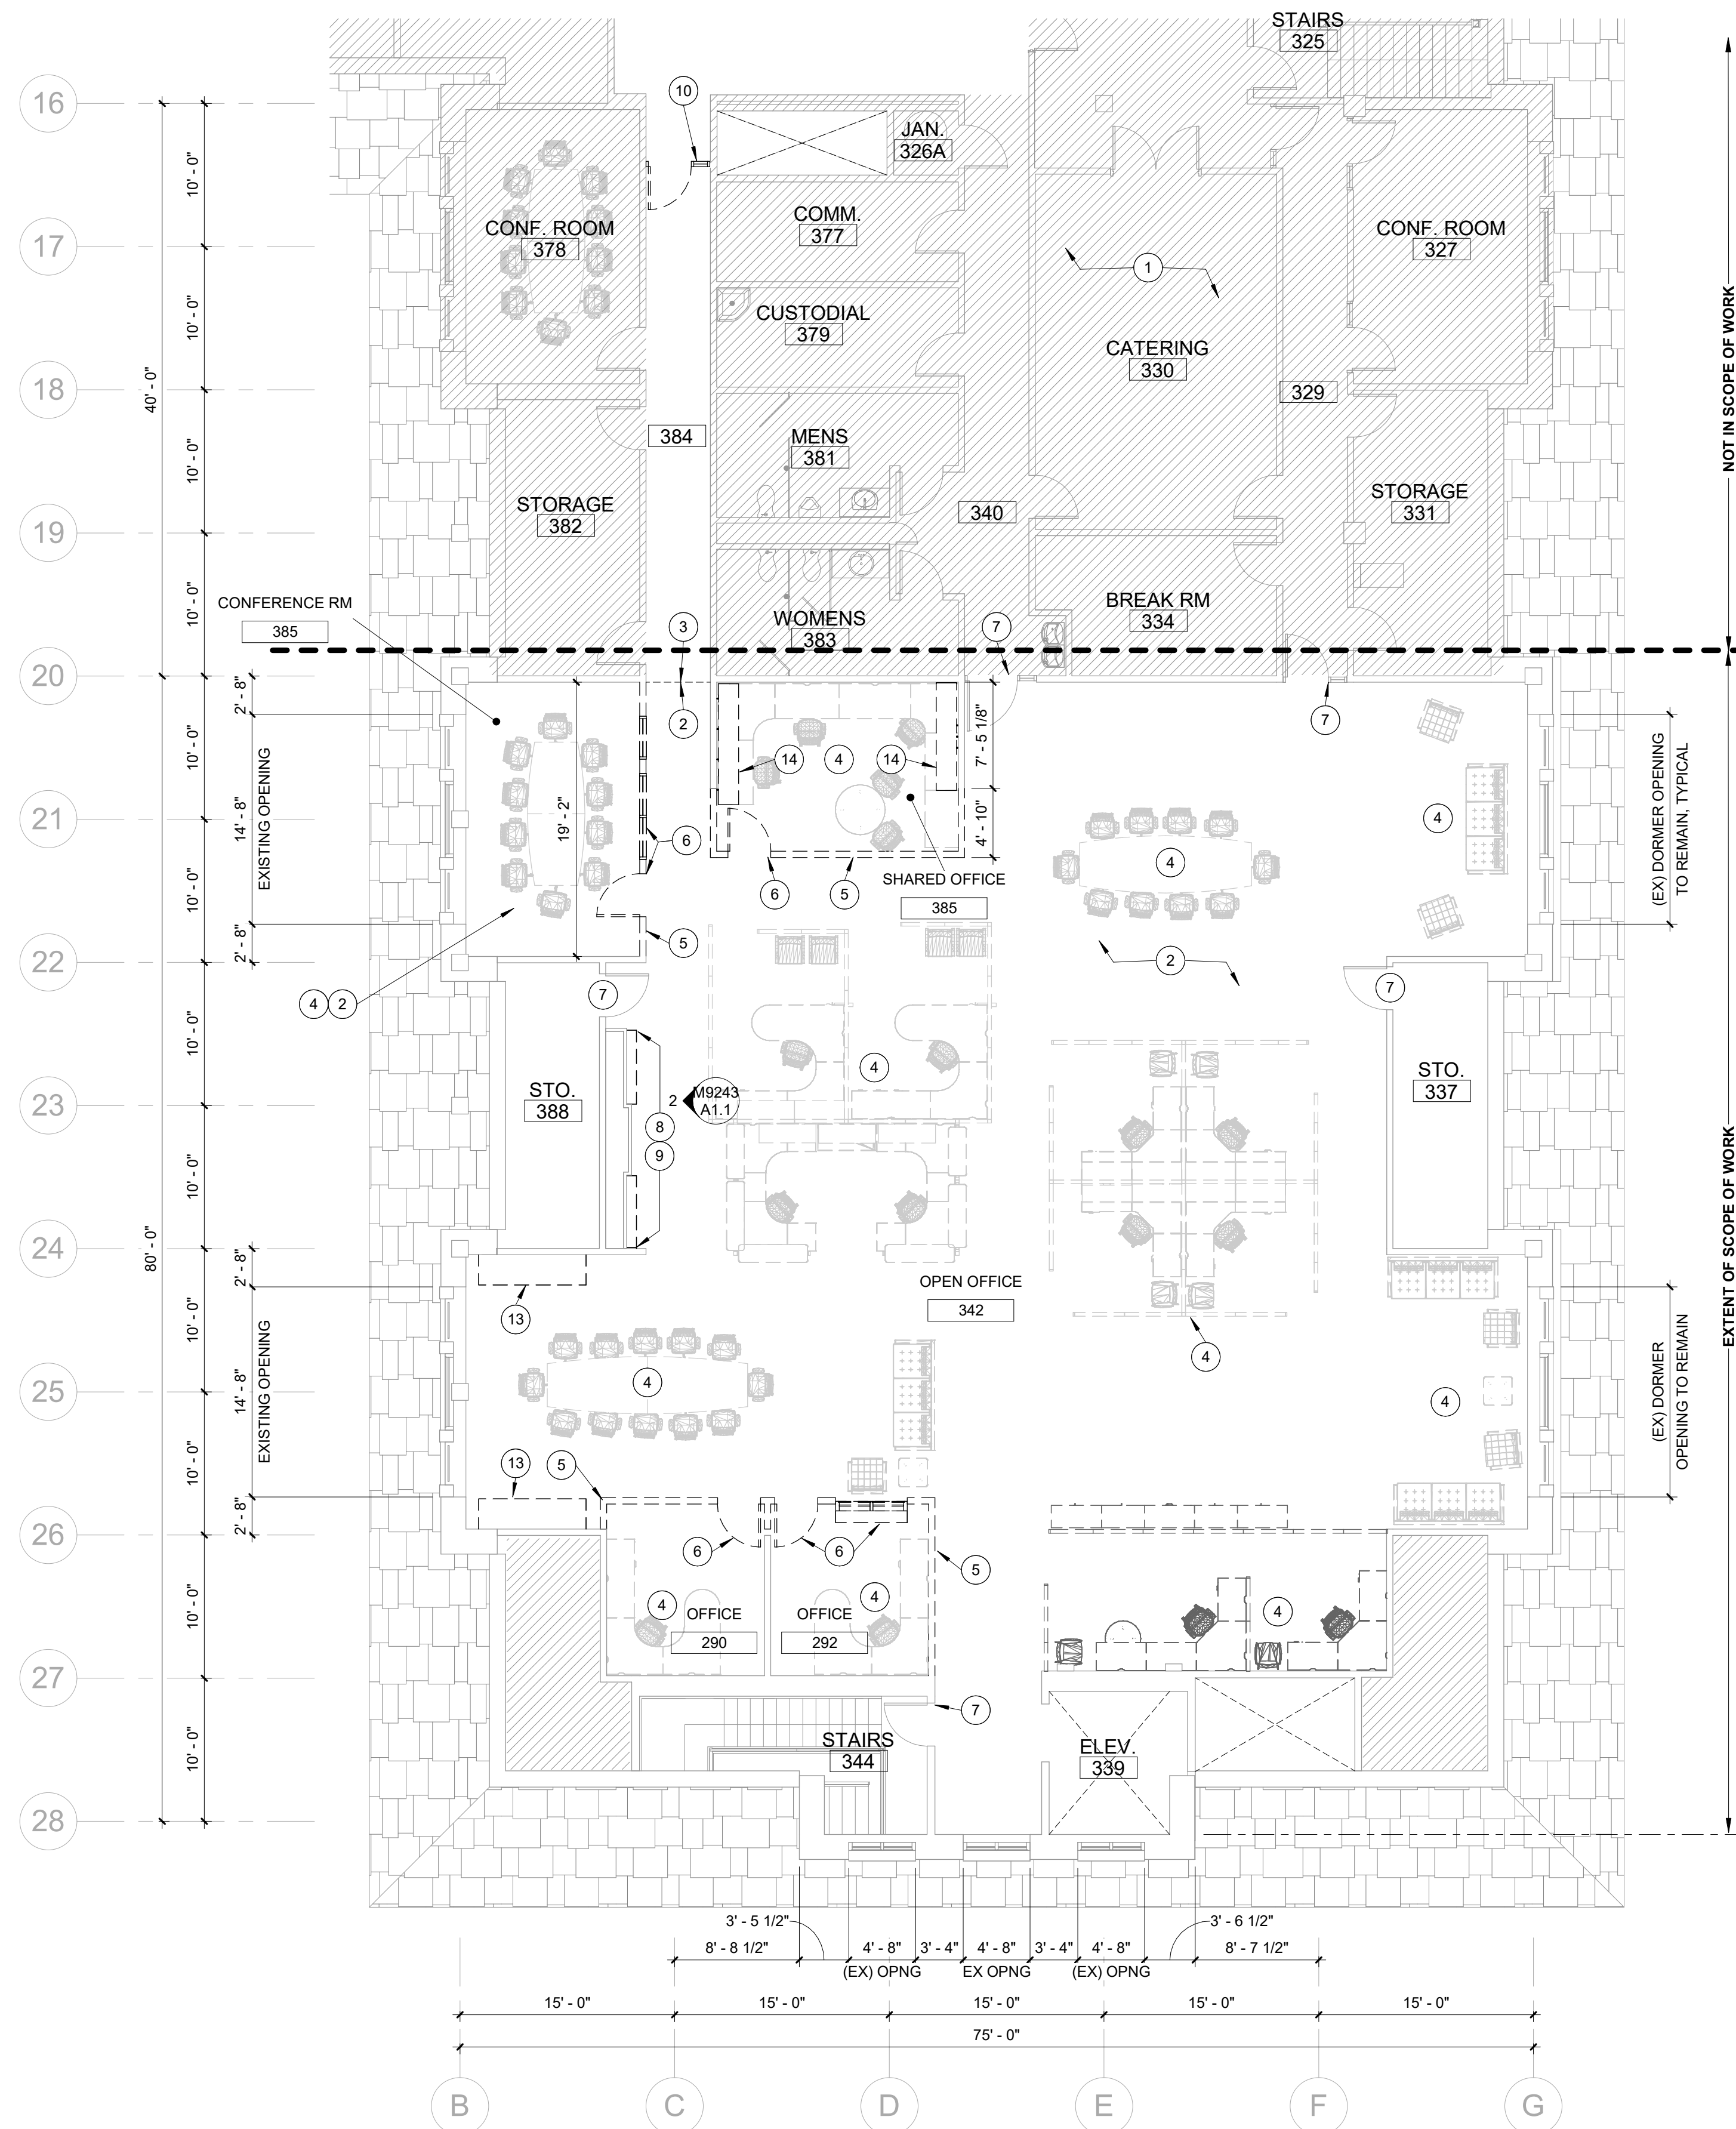 STAIRS
325
16
10
JAN.
326A
10' - 0"
COMM.
377
17
CONF. ROOM
378
CONF. ROOM
327
1
NOT IN SCOPE OF WORK
CUSTODIAL
379
10' - 0"
CATERING
330
18
40' - 0"
329
384
MENS
381
10' - 0"
STORAGE
382
STORAGE
331
340
19
10' - 0"
CONFERENCE RM
385
BREAK RM
334
WOMENS
383
3
7
20
2' - 8"
2
7
10' - 0"
14
4
14
7' - 5 1/8"
(EX) DORMER OPENING
TO REMAIN, TYPICAL
21
14' - 8"
EXISTING OPENING
19' - 2"
6
4' - 10"
4
4
10' - 0"
6
5
SHARED OFFICE
385
2' - 8"
5
22
2
4
2
7
7
10' - 0"
4
STO.
388
STO.
337
23
2
M9243
A1.1
8
9
EXTENT OF SCOPE OF WORK
10' - 0"
80' - 0"
24
2' - 8"
OPEN OFFICE
342
13
10' - 0"
4
14' - 8"
EXISTING OPENING
(EX) DORMER
OPENING TO REMAIN
25
4
4
10' - 0"
13
5
2' - 8"
26
6
6
5
10' - 0"
4
4
4
OFFICE
290
OFFICE
292
27
7
10' - 0"
STAIRS
344
ELEV.
339
28
3' - 5 1/2"
3' - 6 1/2"
8' - 8 1/2"
4' - 8"
3' - 4"
4' - 8"
3' - 4"
4' - 8"
8' - 7 1/2"
(EX) OPNG
EX OPNG
(EX) OPNG
15' - 0"
15' - 0"
15' - 0"
15' - 0"
15' - 0"
75' - 0"
B
C
D
E
F
G